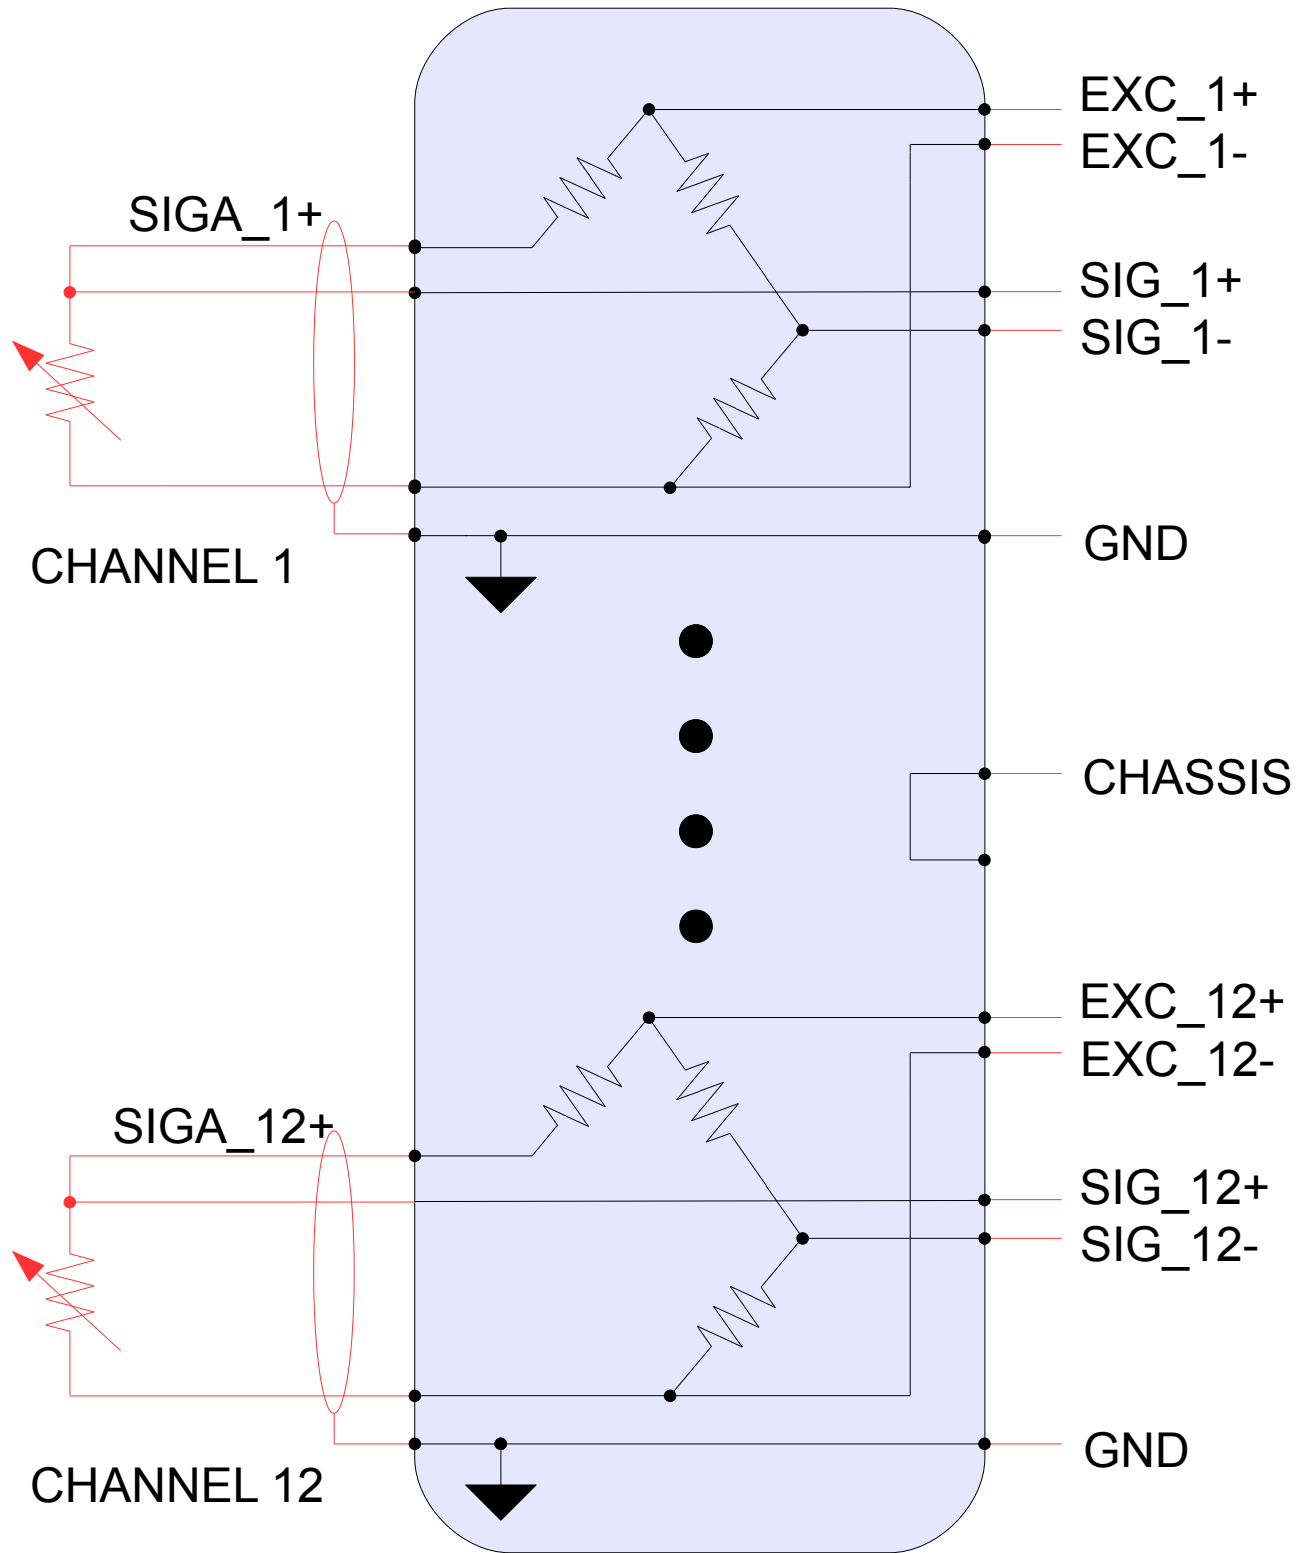 EXC_1+
EXC_1-
SIGA_1+
SIG_1+
SIG_1-
GND
CHANNEL 1
CHASSIS
EXC_12+
EXC_12-
SIGA_12+
SIG_12+
SIG_12-
GND
CHANNEL 12